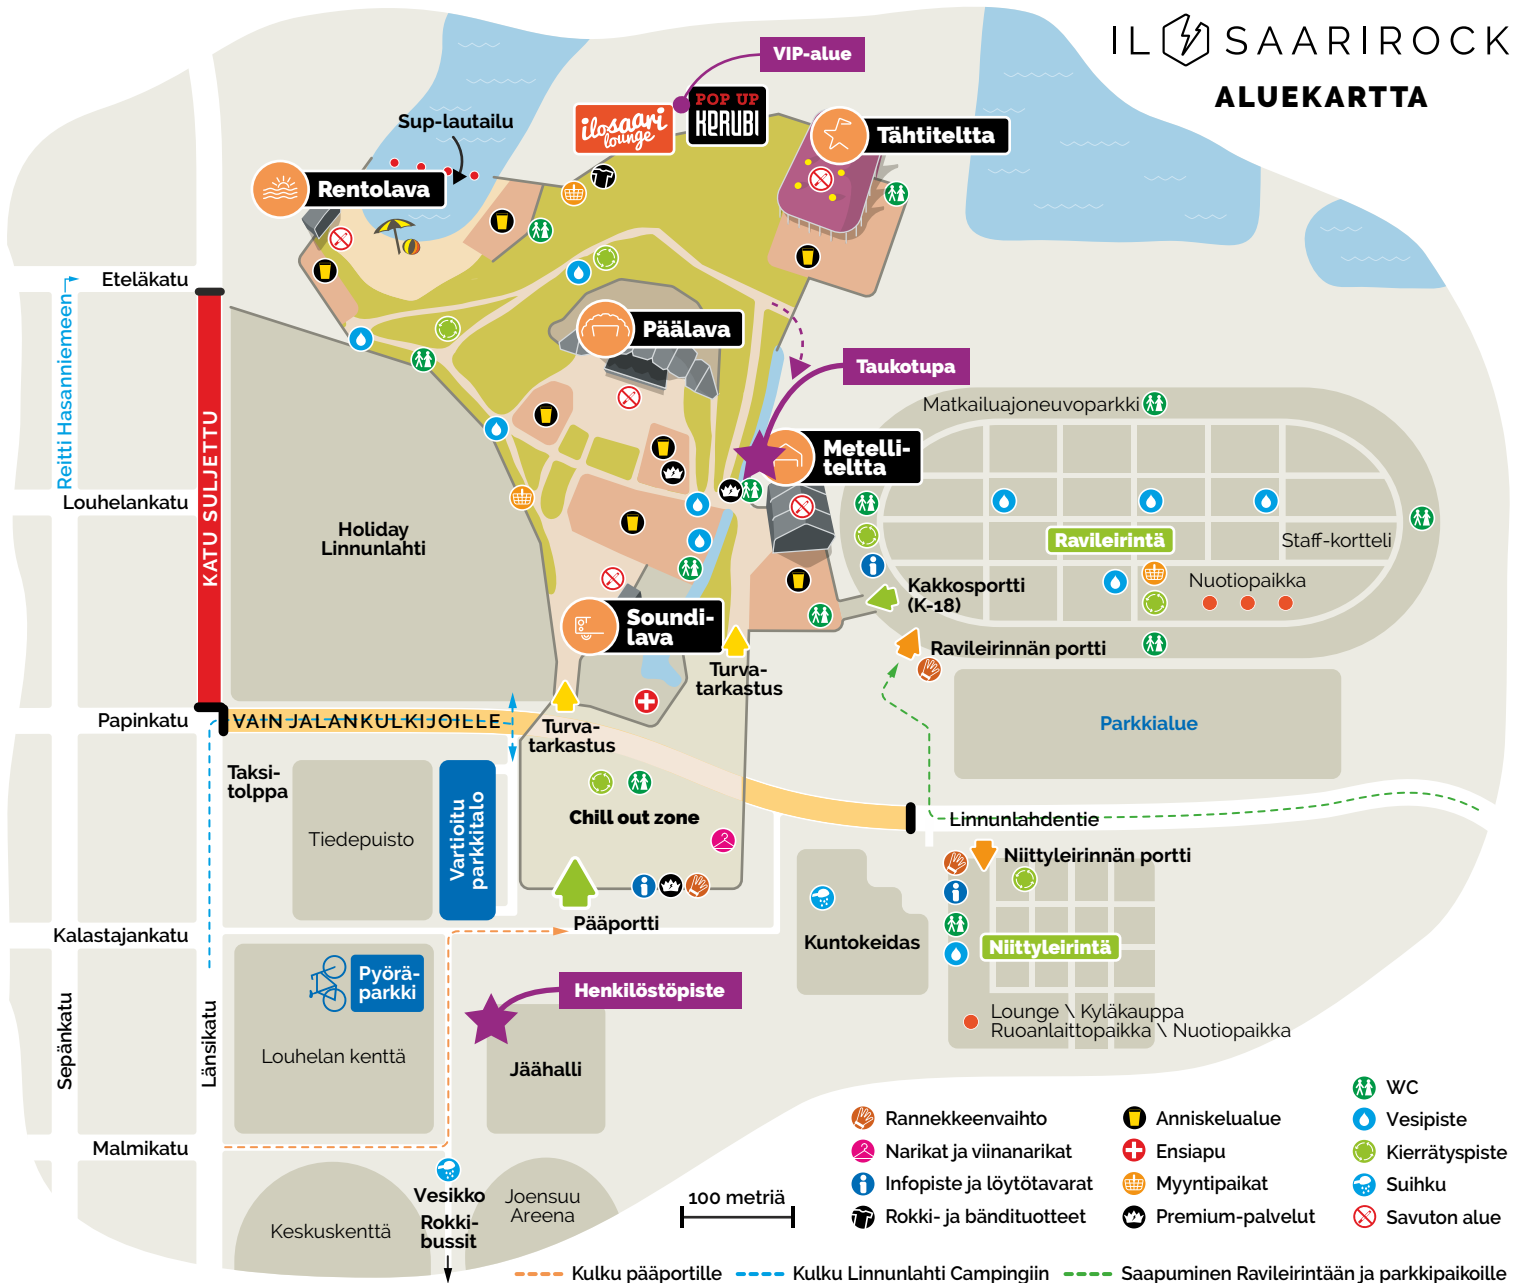 ILOSAARIROCK
ALUEKARTTA
VIP-alue
ilosaari
lounge
POP UP
KERUBI
Sup-lautailu
Tähtiteltta
Rentolava
Eteläkatu
Reitti Hasanniemeen
KATU SULJETTU
Päälava
Taukotupa
Matkailuajoneuvoparkki
Metelli-
teltta
Louhelankatu
Holiday
Linnunlahti
Ravileirintä
Staff-kortteli
Nuotiopaikka
Kakkosportti
(K-18)
Soundi-
lava
Ravileirinnän portti
Turva-
tarkastus
Papinkatu
VAIN JALANKULKIJOILLE
Turva-
tarkastus
Parkkialue
Taksi-
tolppa
Tiedepuisto
Vartioitu
parkkitalo
Chill out zone
Linnunlahdentie
Niittyleirinnän portti
Pääportti
Kalastajankatu
Kuntokeidas
Niittyleirintä
Pyörä-
parkki
Henkilöstöpiste
Sepänkatu
Länsikatu
Louhelan kenttä
Jäähalli
Lounge \ Kyläkauppa
Ruoanlaittopaikka \ Nuotiopaikka
Malmikatu
Vesikko
Rokki-
bussit
Keskuskenttä
Joensuu
Areena
100 metriä
Rannekkeenvaihto
Narikat ja viinanarikat
Infopiste ja löytötavarat
Rokki- ja bändituotteet
Anniskelualue
Ensiapu
Myyntipaikat
Premium-palvelut
WC
Vesipiste
Kierrätyspiste
Suihku
Savuton alue
Kulku pääportille
Kulku Linnunlahti Campingiin
Saapuminen Ravileirintään ja parkkipaikoille